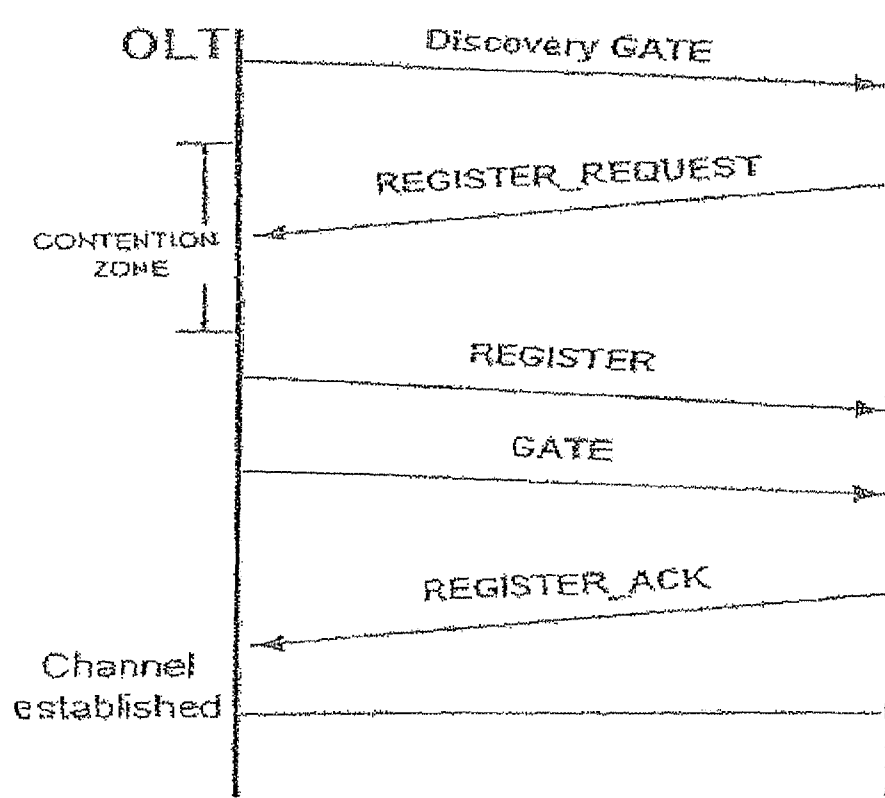 OLT
Discovery GATE
REGISTER_REQUEST
CONTENTION
ZONE
REGISTER
GATE
REGISTER_ACK
Channel
established